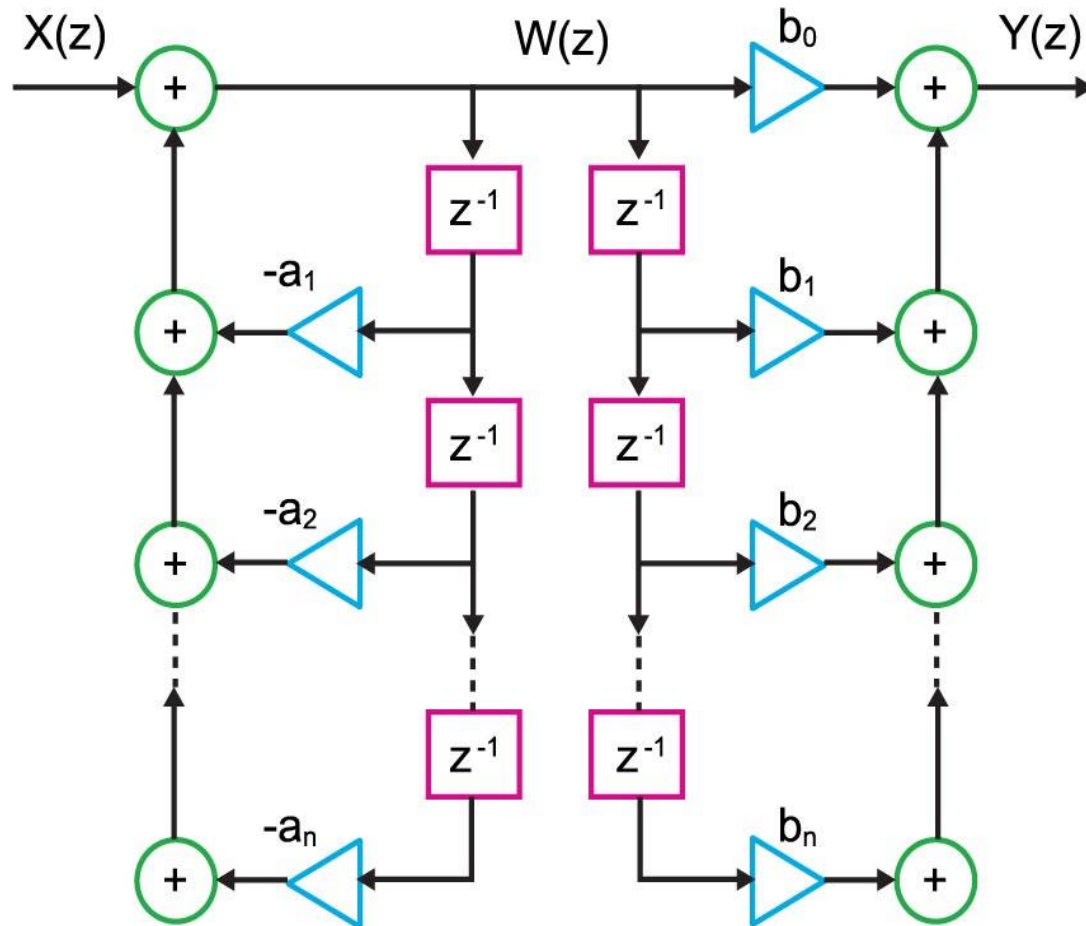 X(z) W(z) b₀ Y(z)
+ +
z⁻¹ z⁻¹
-a₁ b₁
+ +
z⁻¹ z⁻¹
-a₂ b₂
+ +
z⁻¹ z⁻¹
-aₙ bₙ
+ +